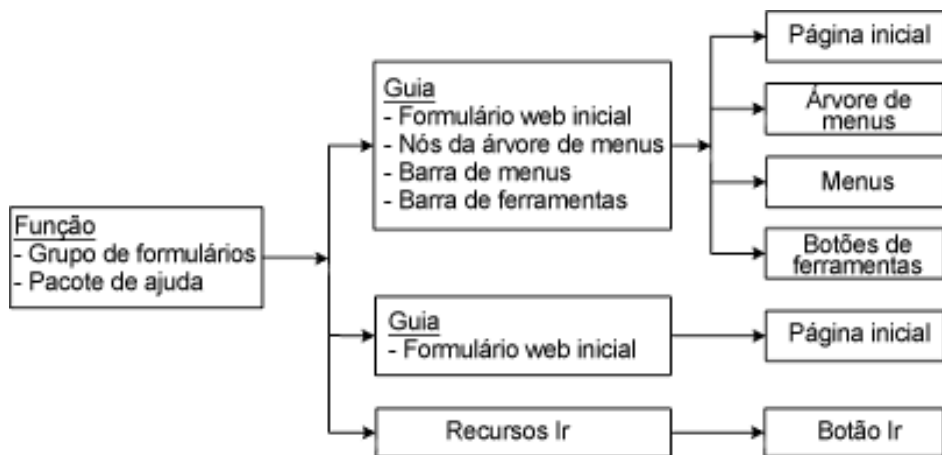 Função
- Grupo de formulários
- Pacote de ajuda
Guia
- Formulário web inicial
- Nós da árvore de menus
- Barra de menus
- Barra de ferramentas
Página inicial
Árvore de
menus
Menus
Botões de
ferramentas
Guia
- Formulário web inicial
Página inicial
Recursos Ir
Botão Ir